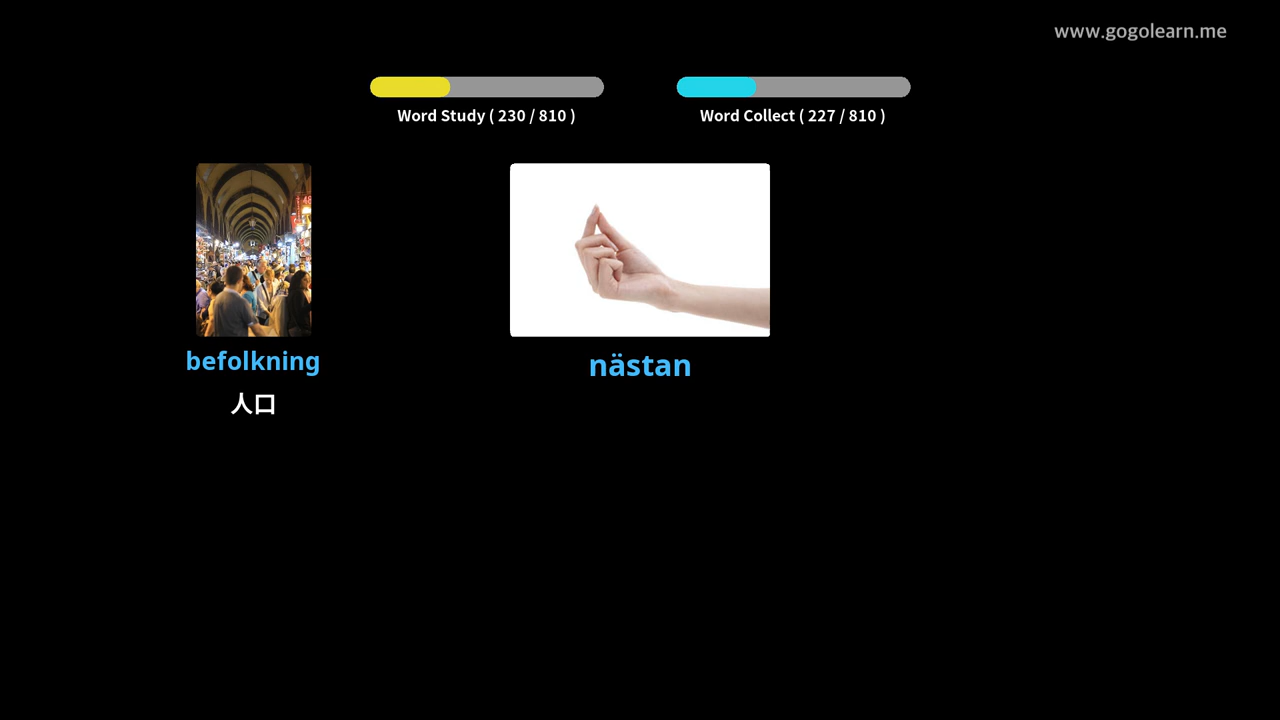 www.gogolearn.me
Word Study ( 230 / 810 )
Word Collect ( 227 / 810 )
befolkning
人口
nästan